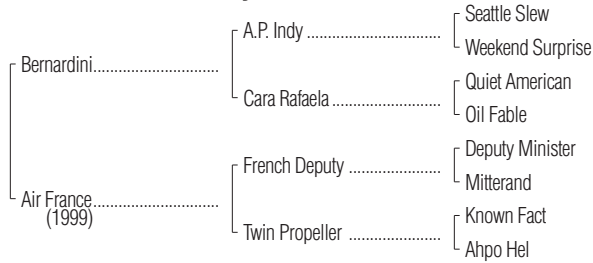 Seattle Slew
A.P. Indy ..............................
Weekend Surprise
Bernardini............................
Quiet American
Cara Rafaela ........................
Oil Fable
Deputy Minister
French Deputy ....................
Mitterand
Air France............................
(1999)
Known Fact
Twin Propeller ....................
Ahpo Hel